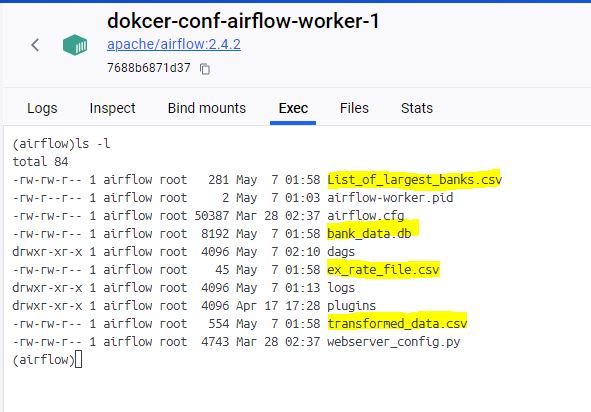 dokcer-conf-airflow-worker-1
apache/airflow:2.4.2
7688b6871d37
Logs Inspect Bind mounts Exec Files Stats
(airflow)ls -l
total 84
-rw-rw-r-- 1 airflow root 281 May 7 01:58 List_of_largest_banks.csv
-rw-r--r-- 1 airflow root 2 May 7 01:03 airflow-worker.pid
-rw-rw-r-- 1 airflow root 50387 Mar 28 02:37 airflow.cfg
-rw-rw-r-- 1 airflow root 8192 May 7 01:58 bank_data.db
drwxr-xr-x 1 airflow root 4096 May 7 02:10 dags
-rw-rw-r-- 1 airflow root 45 May 7 01:58 ex_rate_file.csv
drwxr-xr-x 1 airflow root 4096 May 7 01:13 logs
drwxr-xr-x 1 airflow root 4096 Apr 17 17:28 plugins
-rw-rw-r-- 1 airflow root 554 May 7 01:58 transformed_data.csv
-rw-rw-r-- 1 airflow root 4743 Mar 28 02:37 webserver_config.py
(airflow)